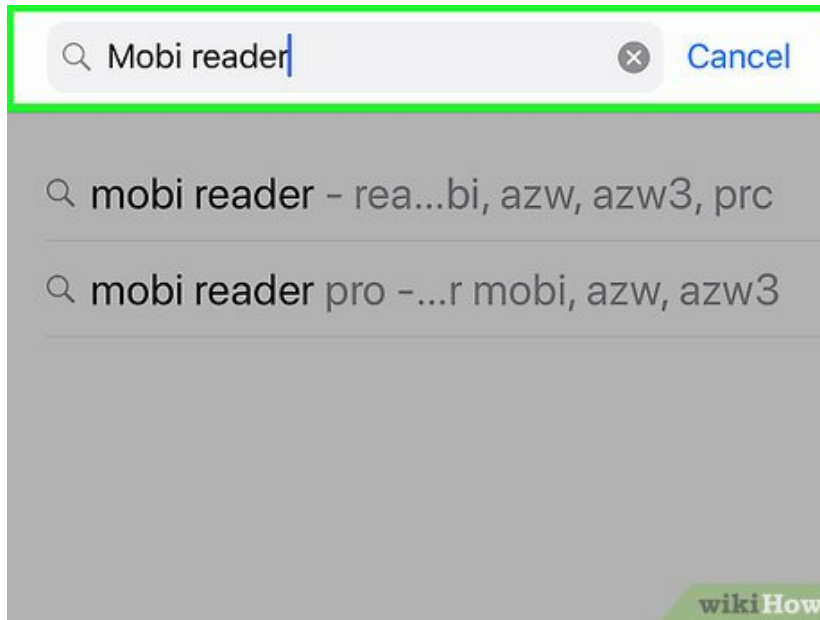 Mobi reader Cancel
mobi reader - rea...bi, azw, azw3, prc
mobi reader pro -...r mobi, azw, azw3
wikiHow